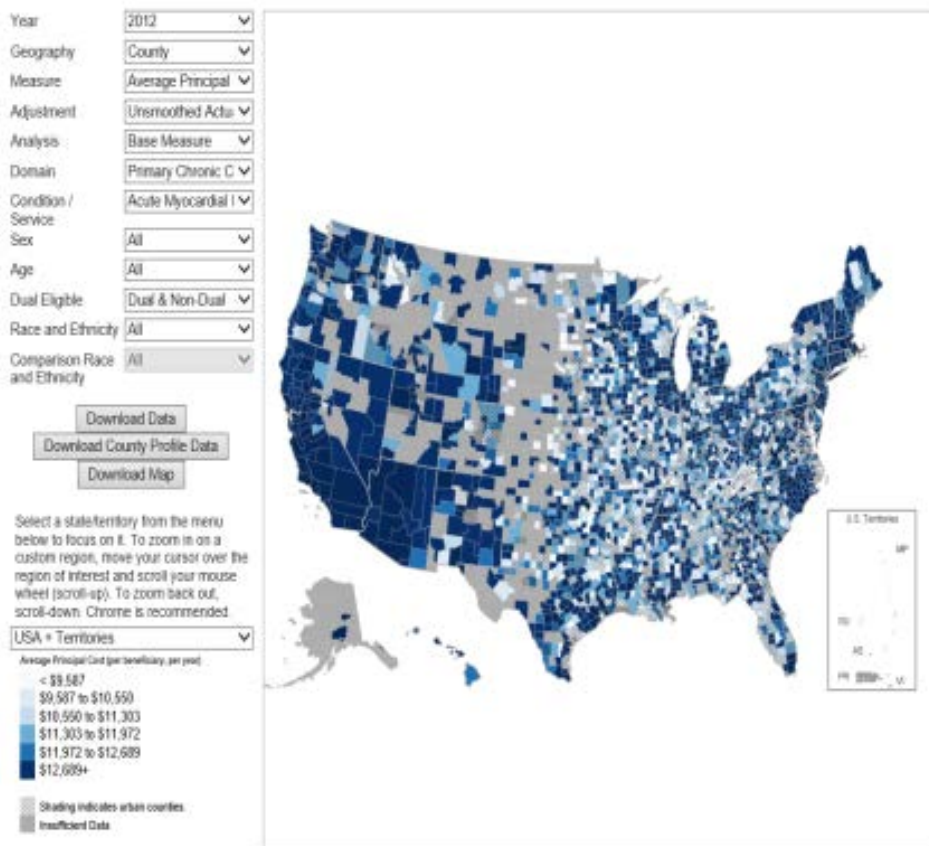 Year 2012
Geography County
Measure Average Principal
Adjustment Unsmoothed Actu
Analysis Base Measure
Domain Primary Chronic C
Condition / Acute Myocardial I
Service
Sex All
Age All
Dual Eligible Dual & Non-Dual
Race and Ethnicity All
Comparison Race All
and Ethnicity
Download Data
Download County Profile Data
Download Map
Select a state/territory from the menu
below to focus on it. To zoom in on a
custom region, move your cursor over the
region of interest and scroll your mouse
wheel (scroll-up). To zoom back out,
scroll-down. Chrome is recommended.
USA + Territories
Average Principal Cost (per beneficiary, per year)
< $9,587
$9,587 to $10,550
$10,550 to $11,303
$11,303 to $11,972
$11,972 to $12,689
$12,689+
Shading indicates urban counties.
Insufficient Data
U.S. Territories
MP
AS
PR
VI